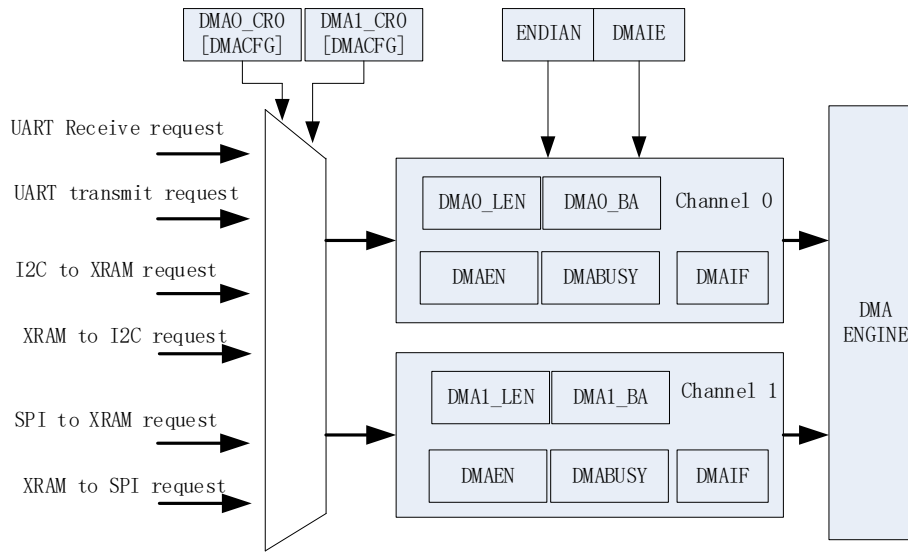 DMA0_CR0
[DMACFG]
DMA1_CR0
[DMACFG]
ENDIAN
DMAIE
UART Receive request
UART transmit request
I2C to XRAM request
XRAM to I2C request
SPI to XRAM request
XRAM to SPI request
DMA0_LEN
DMA0_BA
Channel 0
DMAEN
DMABUSY
DMAIF
DMA1_LEN
DMA1_BA
Channel 1
DMAEN
DMABUSY
DMAIF
DMA
ENGINE